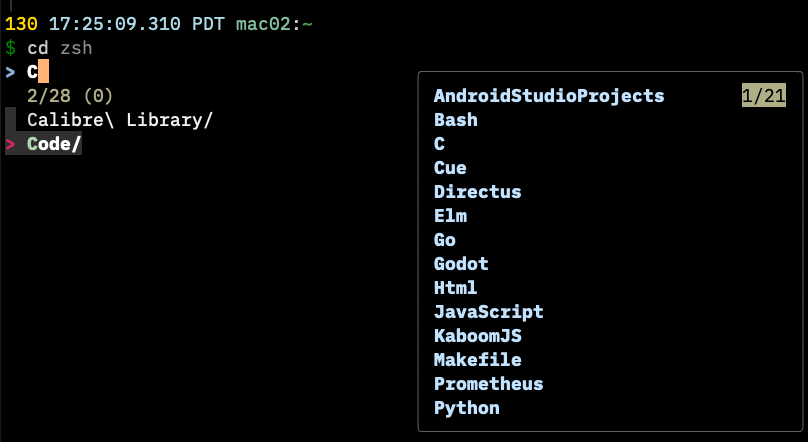 130 17:25:09.310 PDT mac02:~
$ cd zsh
> C
2/28 (0)
Calibre\ Library/
> Code/
AndroidStudioProjects 1/21
Bash
C
Cue
Directus
Elm
Go
Godot
Html
JavaScript
KaboomJS
Makefile
Prometheus
Python